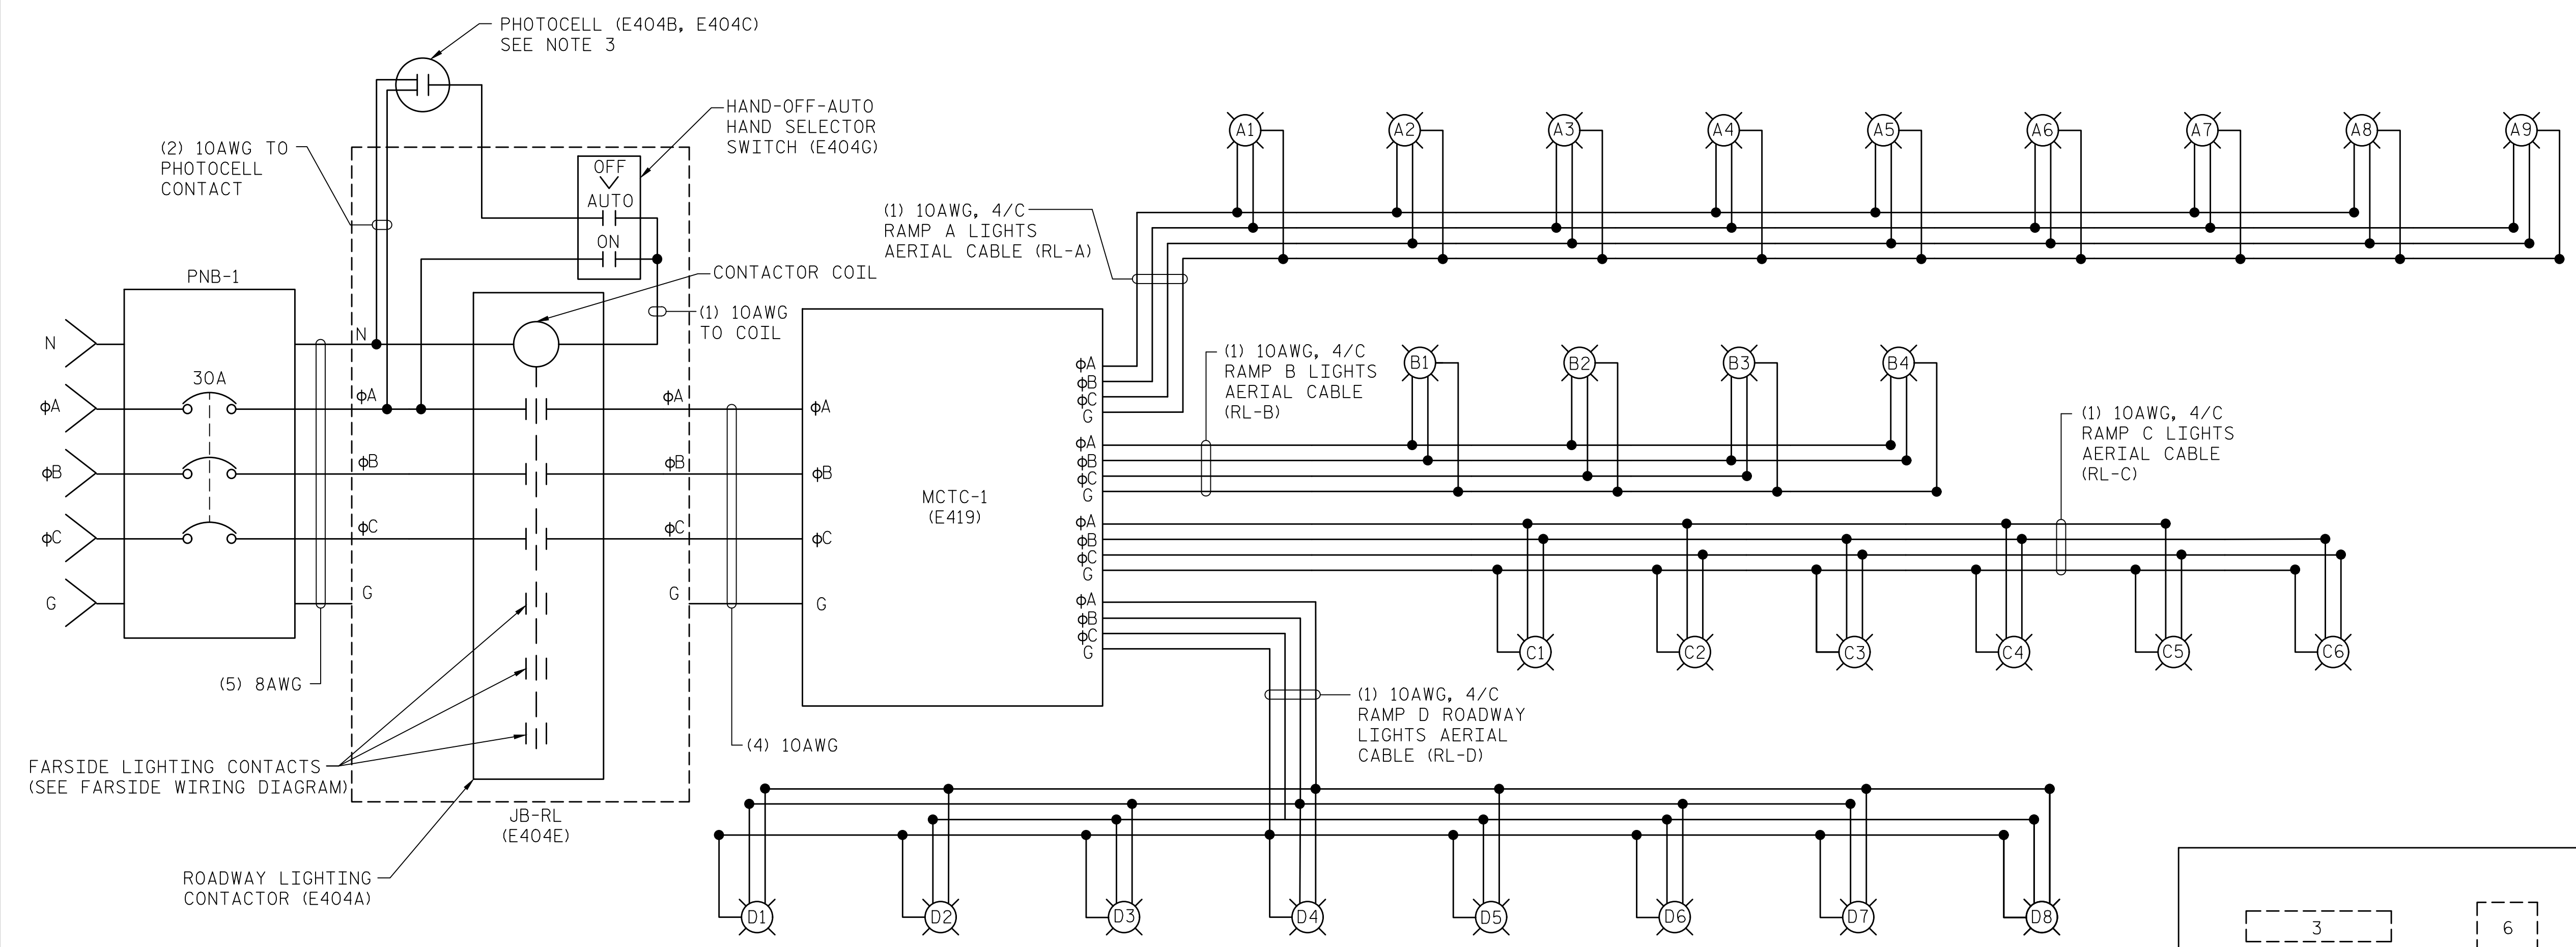 PHOTOCELL (E404B, E404C)
SEE NOTE 3
HAND-OFF-AUTO
HAND SELECTOR
SWITCH (E404G)
(2) 10AWG TO
PHOTOCELL
CONTACT
OFF
AUTO
ON
CONTACTOR COIL
(1) 10AWG
TO COIL
PNB-1
30A
N
ϕA
ϕB
ϕC
G
N
ϕA
ϕB
ϕC
G
ϕA
ϕB
ϕC
G
(5) 8AWG
(4) 10AWG
FARSIDE LIGHTING CONTACTS
(SEE FARSIDE WIRING DIAGRAM)
JB-RL
(E404E)
ROADWAY LIGHTING
CONTACTOR (E404A)
ϕA
ϕB
ϕC
G
MCTC-1
(E419)
ϕA
ϕB
ϕC
G
ϕA
ϕB
ϕC
G
ϕA
ϕB
ϕC
G
ϕA
ϕB
ϕC
G
(1) 10AWG, 4/C
RAMP A LIGHTS
AERIAL CABLE (RL-A)
A1 A2 A3 A4 A5 A6 A7 A8 A9
(1) 10AWG, 4/C
RAMP B LIGHTS
AERIAL CABLE
(RL-B)
B1 B2 B3 B4
(1) 10AWG, 4/C
RAMP C LIGHTS
AERIAL CABLE
(RL-C)
C1 C2 C3 C4 C5 C6
(1) 10AWG, 4/C
RAMP D ROADWAY
LIGHTS AERIAL
CABLE (RL-D)
D1 D2 D3 D4 D5 D6 D7 D8
3 6